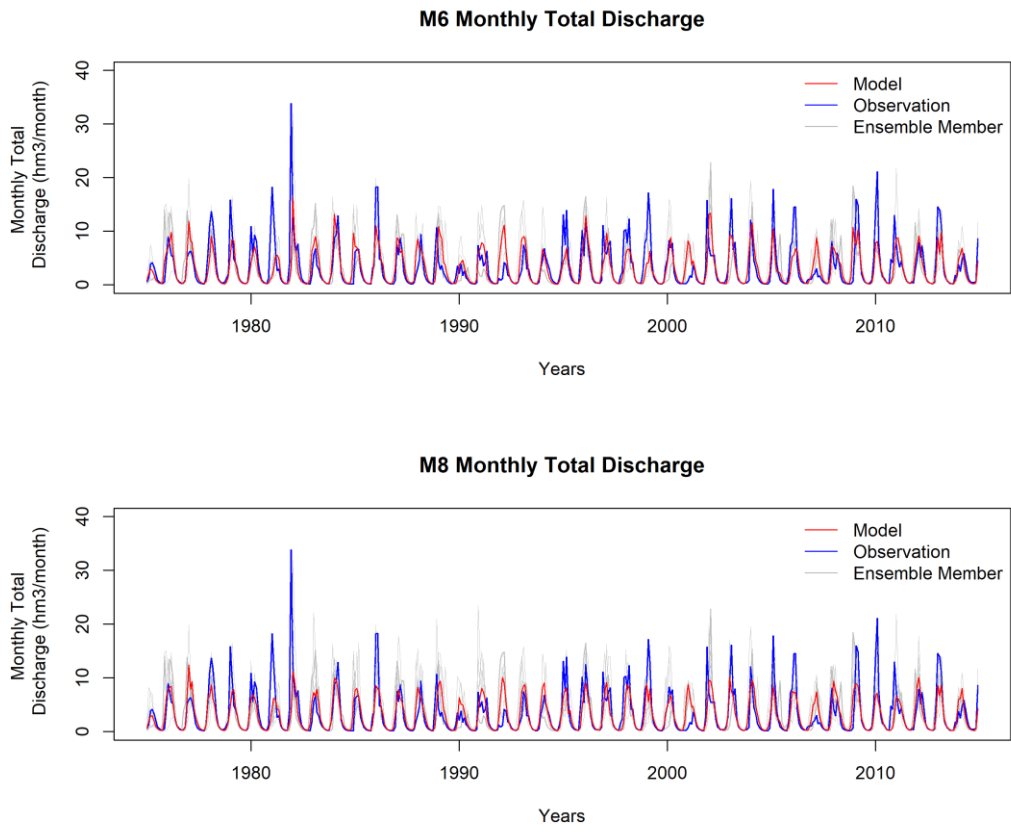 M6 Monthly Total Discharge
Monthly Total
Discharge (hm3/month)
40
30
20
10
0
Model
Observation
Ensemble Member
1980 1990 2000 2010
Years
M8 Monthly Total Discharge
Monthly Total
Discharge (hm3/month)
40
30
20
10
0
Model
Observation
Ensemble Member
1980 1990 2000 2010
Years